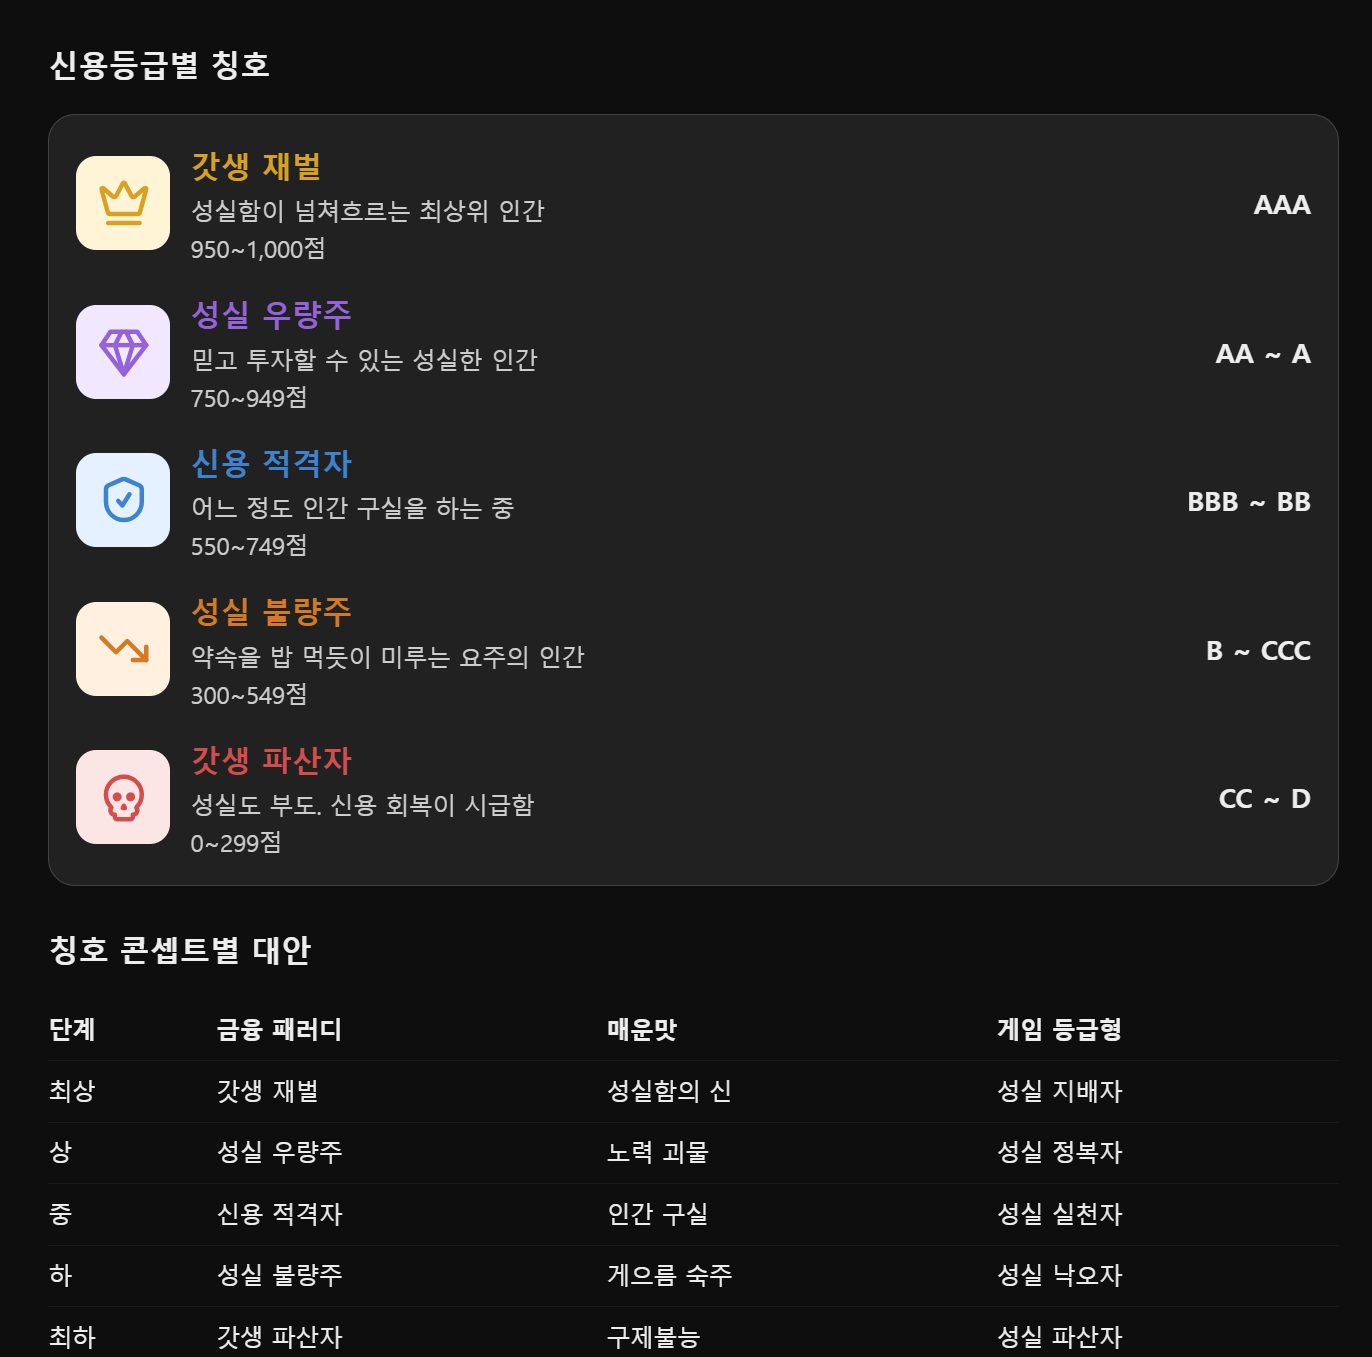 신용등급별 칭호
갓생 재벌
성실함이 넘쳐흐르는 최상위 인간
950~1,000점
AAA
성실 우량주
믿고 투자할 수 있는 성실한 인간
750~949점
AA ~ A
신용 적격자
어느 정도 인간 구실을 하는 중
550~749점
BBB ~ BB
성실 불량주
약속을 밥 먹듯이 미루는 요주의 인간
300~549점
B ~ CCC
갓생 파산자
성실도 부도. 신용 회복이 시급함
0~299점
CC ~ D
칭호 콘셉트별 대안
단계 금융 패러디 매운맛 게임 등급형
최상 갓생 재벌 성실함의 신 성실 지배자
상 성실 우량주 노력 괴물 성실 정복자
중 신용 적격자 인간 구실 성실 실천자
하 성실 불량주 게으름 숙주 성실 낙오자
최하 갓생 파산자 구제불능 성실 파산자